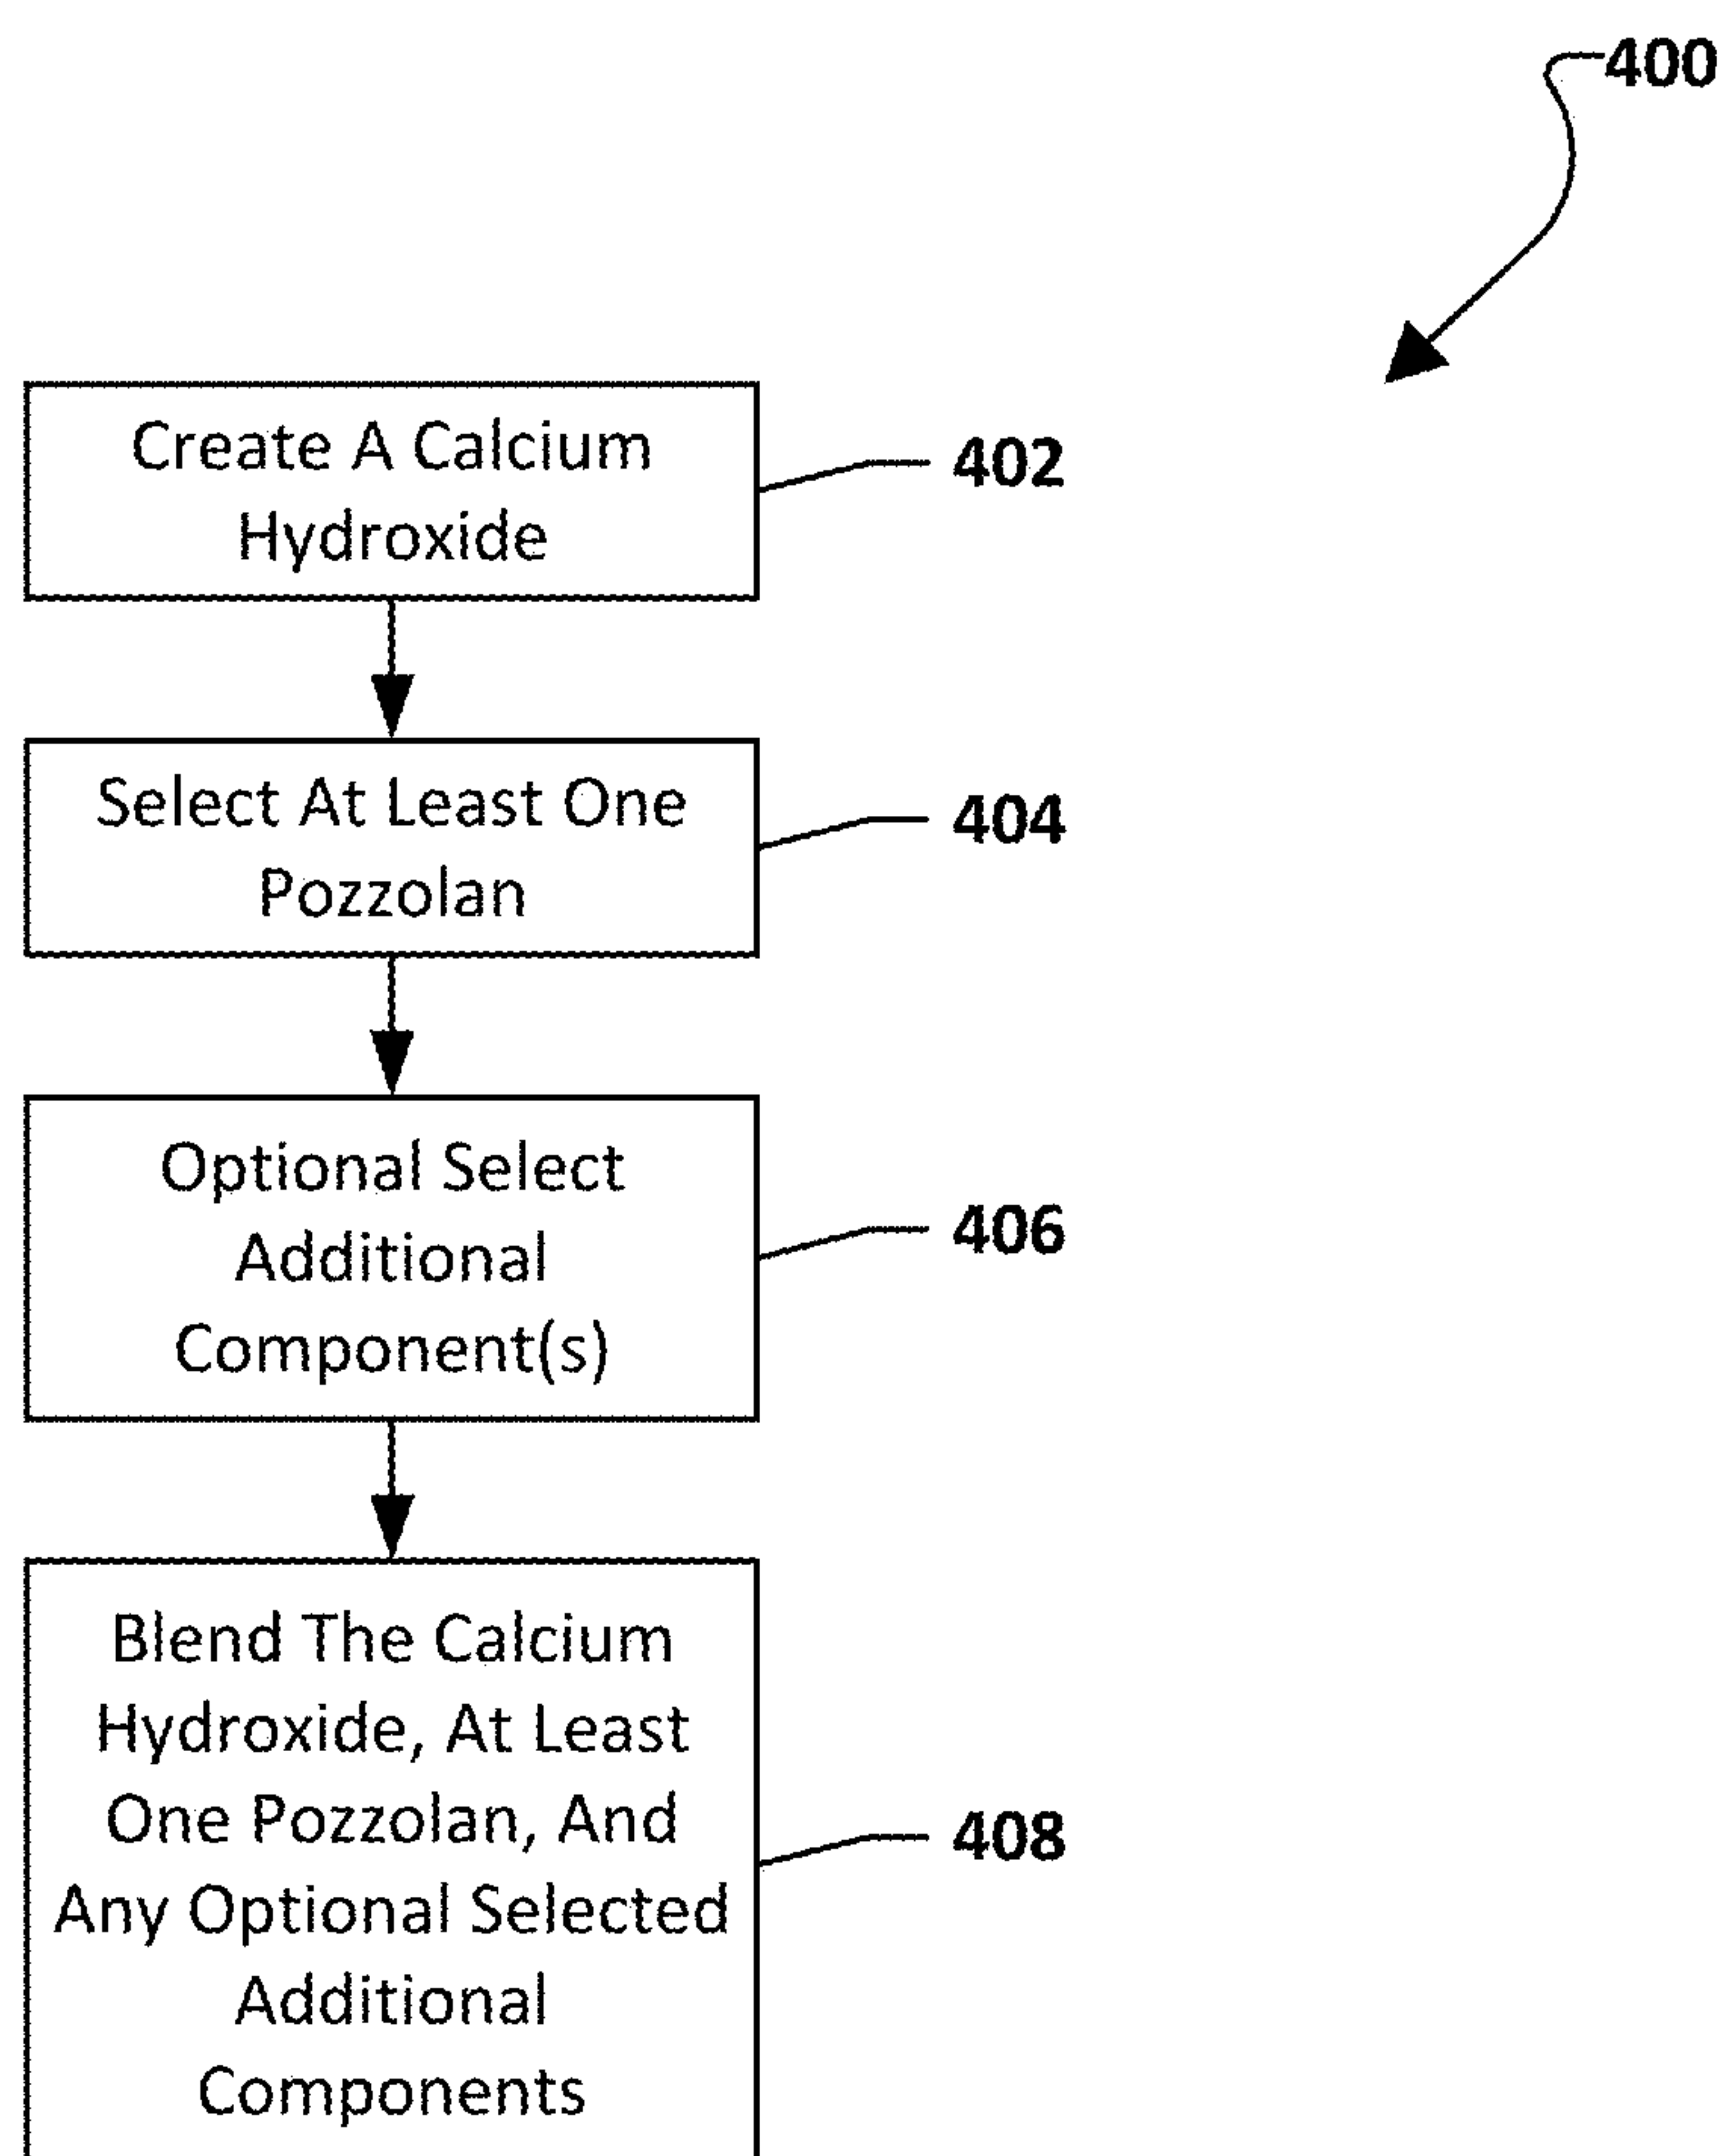 400
Create A Calcium
Hydroxide
402
Select At Least One
Pozzolan
404
Optional Select
Additional
Component(s)
406
Blend The Calcium
Hydroxide, At Least
One Pozzolan, And
Any Optional Selected
Additional
Components
408